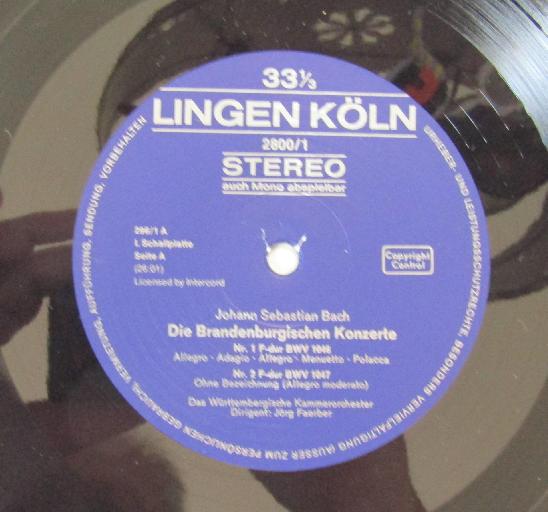 33⅓
LINGEN KÖLN
2800/1
STEREO
auch Mono abspielbar
296/1 A
I. Schallplatte
Seite A
(26:01)
Licensed by Intercord
Copyright
Control
Johann Sebastian Bach
Die Brandenburgischen Konzerte
Nr. 1 F-dur BWV 1046
Allegro - Adagio - Allegro - Menuetto - Polacca
Nr. 2 F-dur BWV 1047
Ohne Bezeichnung (Allegro moderato)
Das Württembergische Kammerorchester
Dirigent: Jörg Faerber
URHEBER- UND LEISTUNGSSCHUTZRECHTE, BESONDERS VERVIELFÄLTIGUNG (AUSSER ZUM PERSÖNLICHEN GEBRAUCH), VERMIETUNG, AUFFÜHRUNG, SENDUNG, VORBEHALTEN